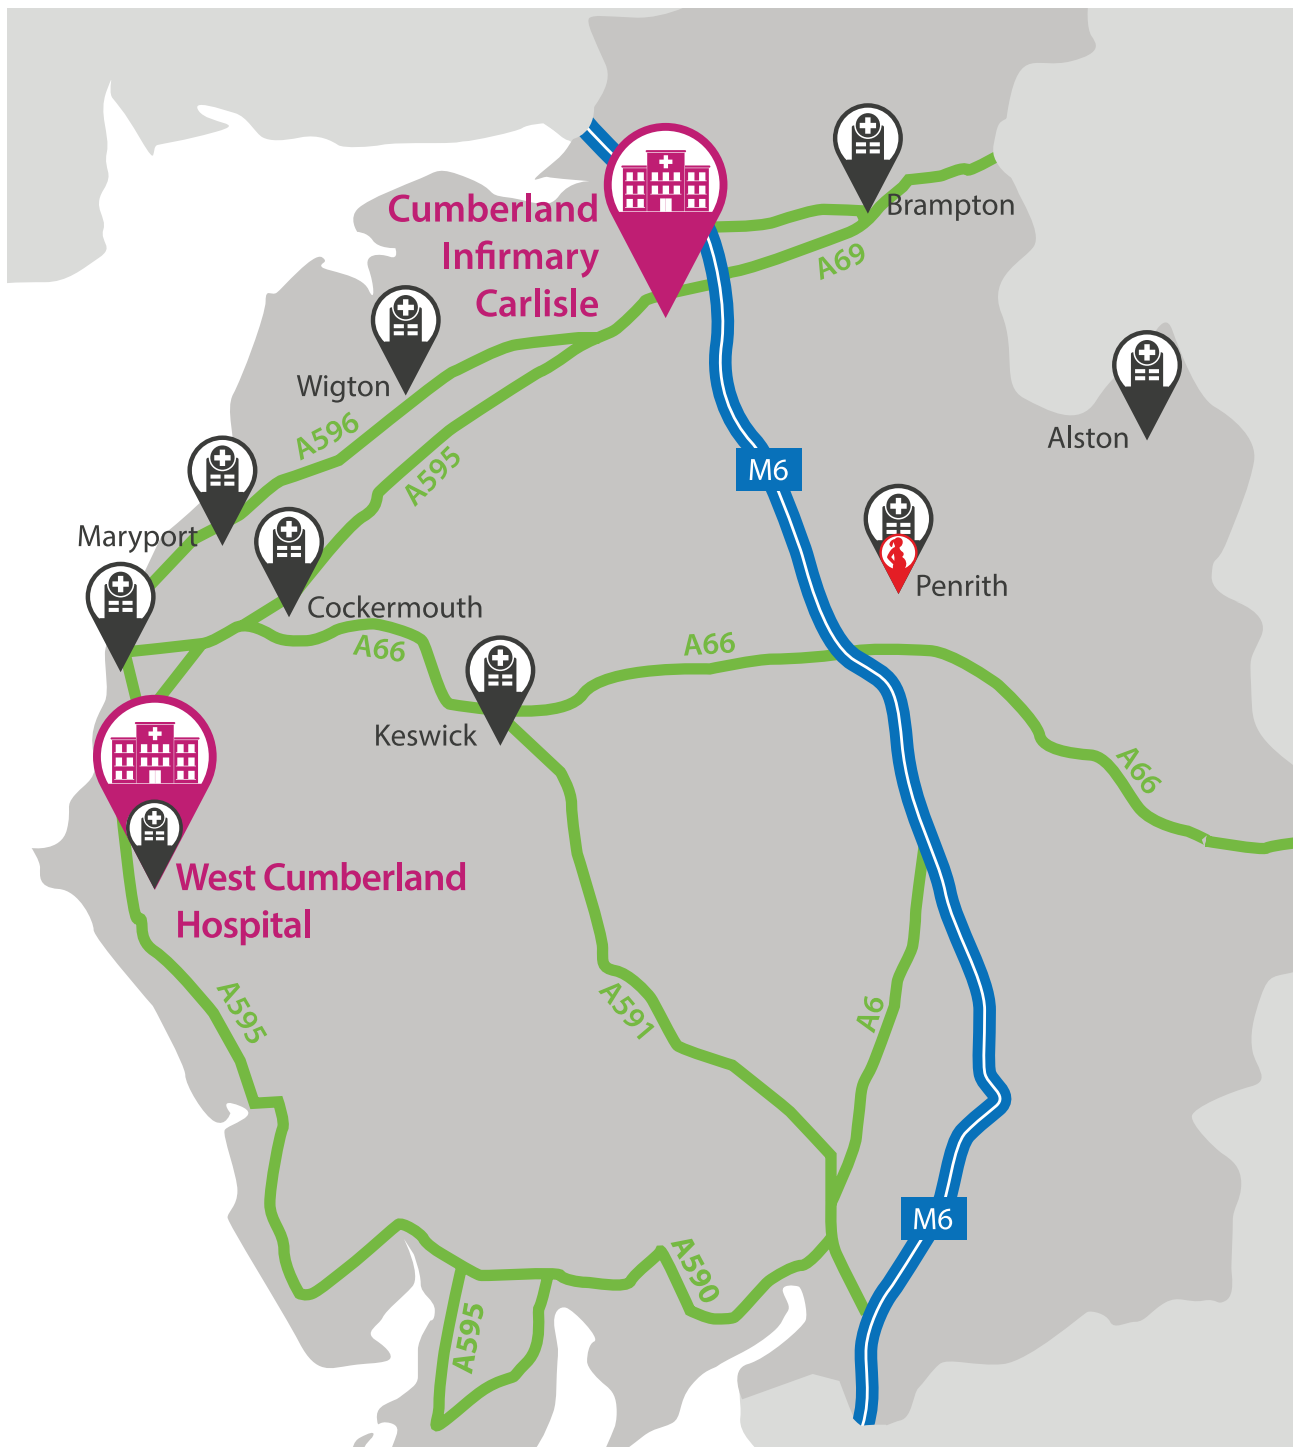 Cumberland
Infirmary
Carlisle
Brampton
A69
Wigton
A596
A595
Alston
M6
Maryport
Cockermouth
Penrith
A66
A66
Keswick
A66
West Cumberland
Hospital
A595
A591
A6
M6
A590
A595